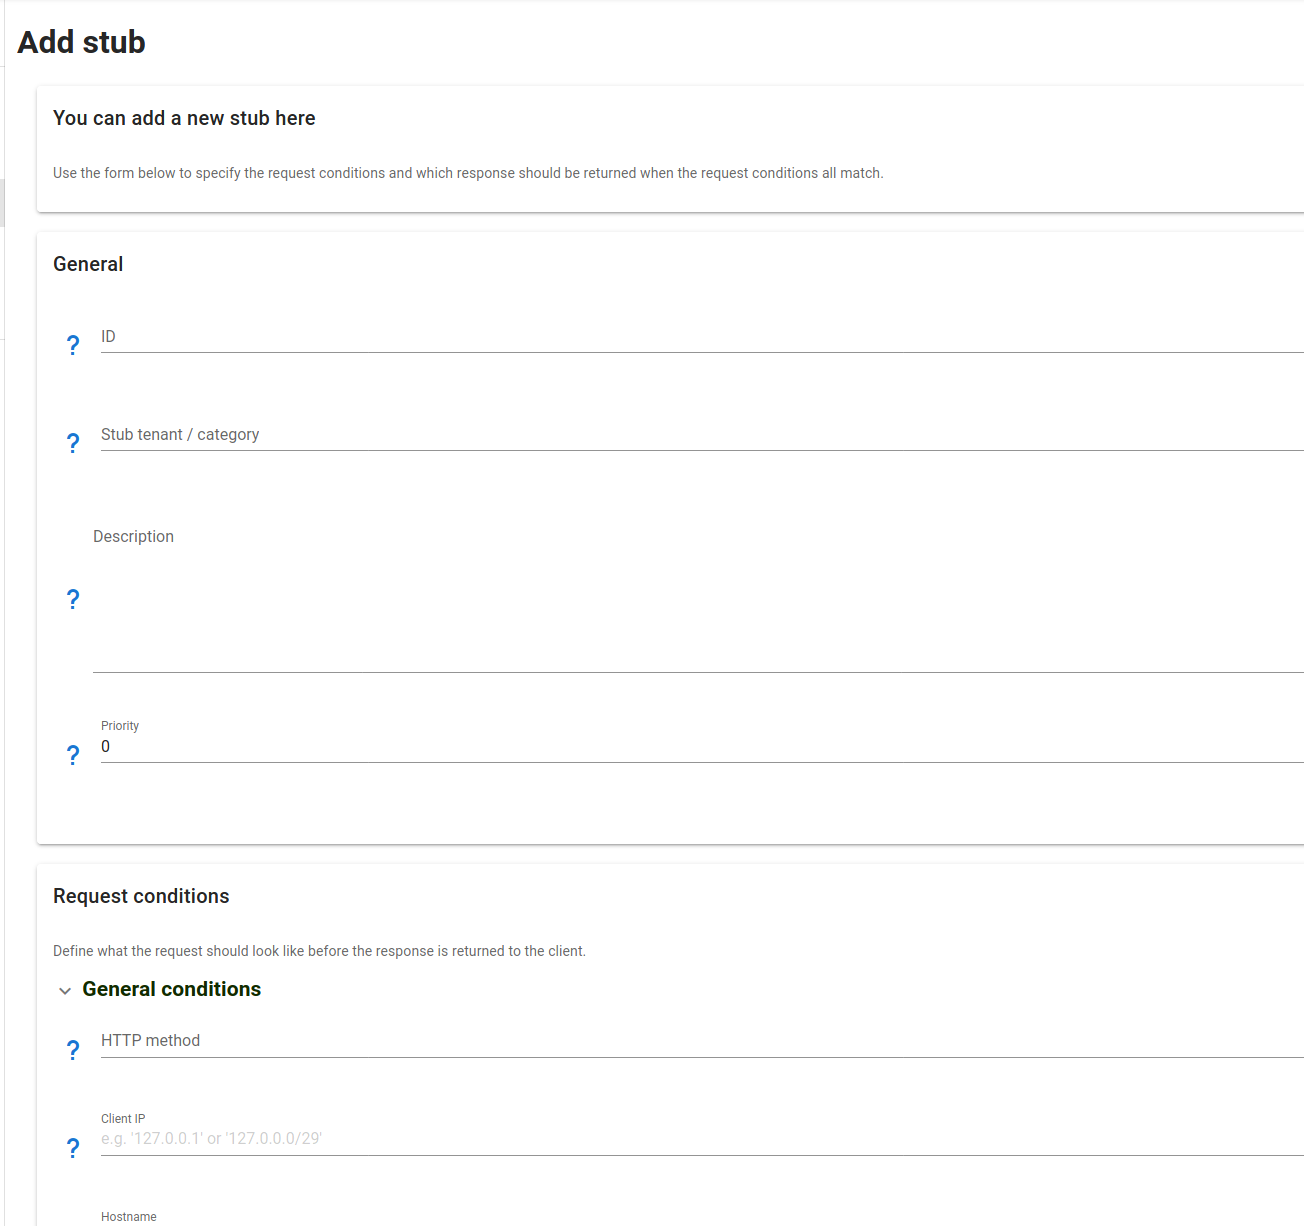 Add stub
You can add a new stub here
Use the form below to specify the request conditions and which response should be returned when the request conditions all match.
General
? ID
? Stub tenant / category
Description
?
Priority
? 0
Request conditions
Define what the request should look like before the response is returned to the client.
General conditions
? HTTP method
Client IP
? e.g. '127.0.0.1' or '127.0.0.0/29'
Hostname